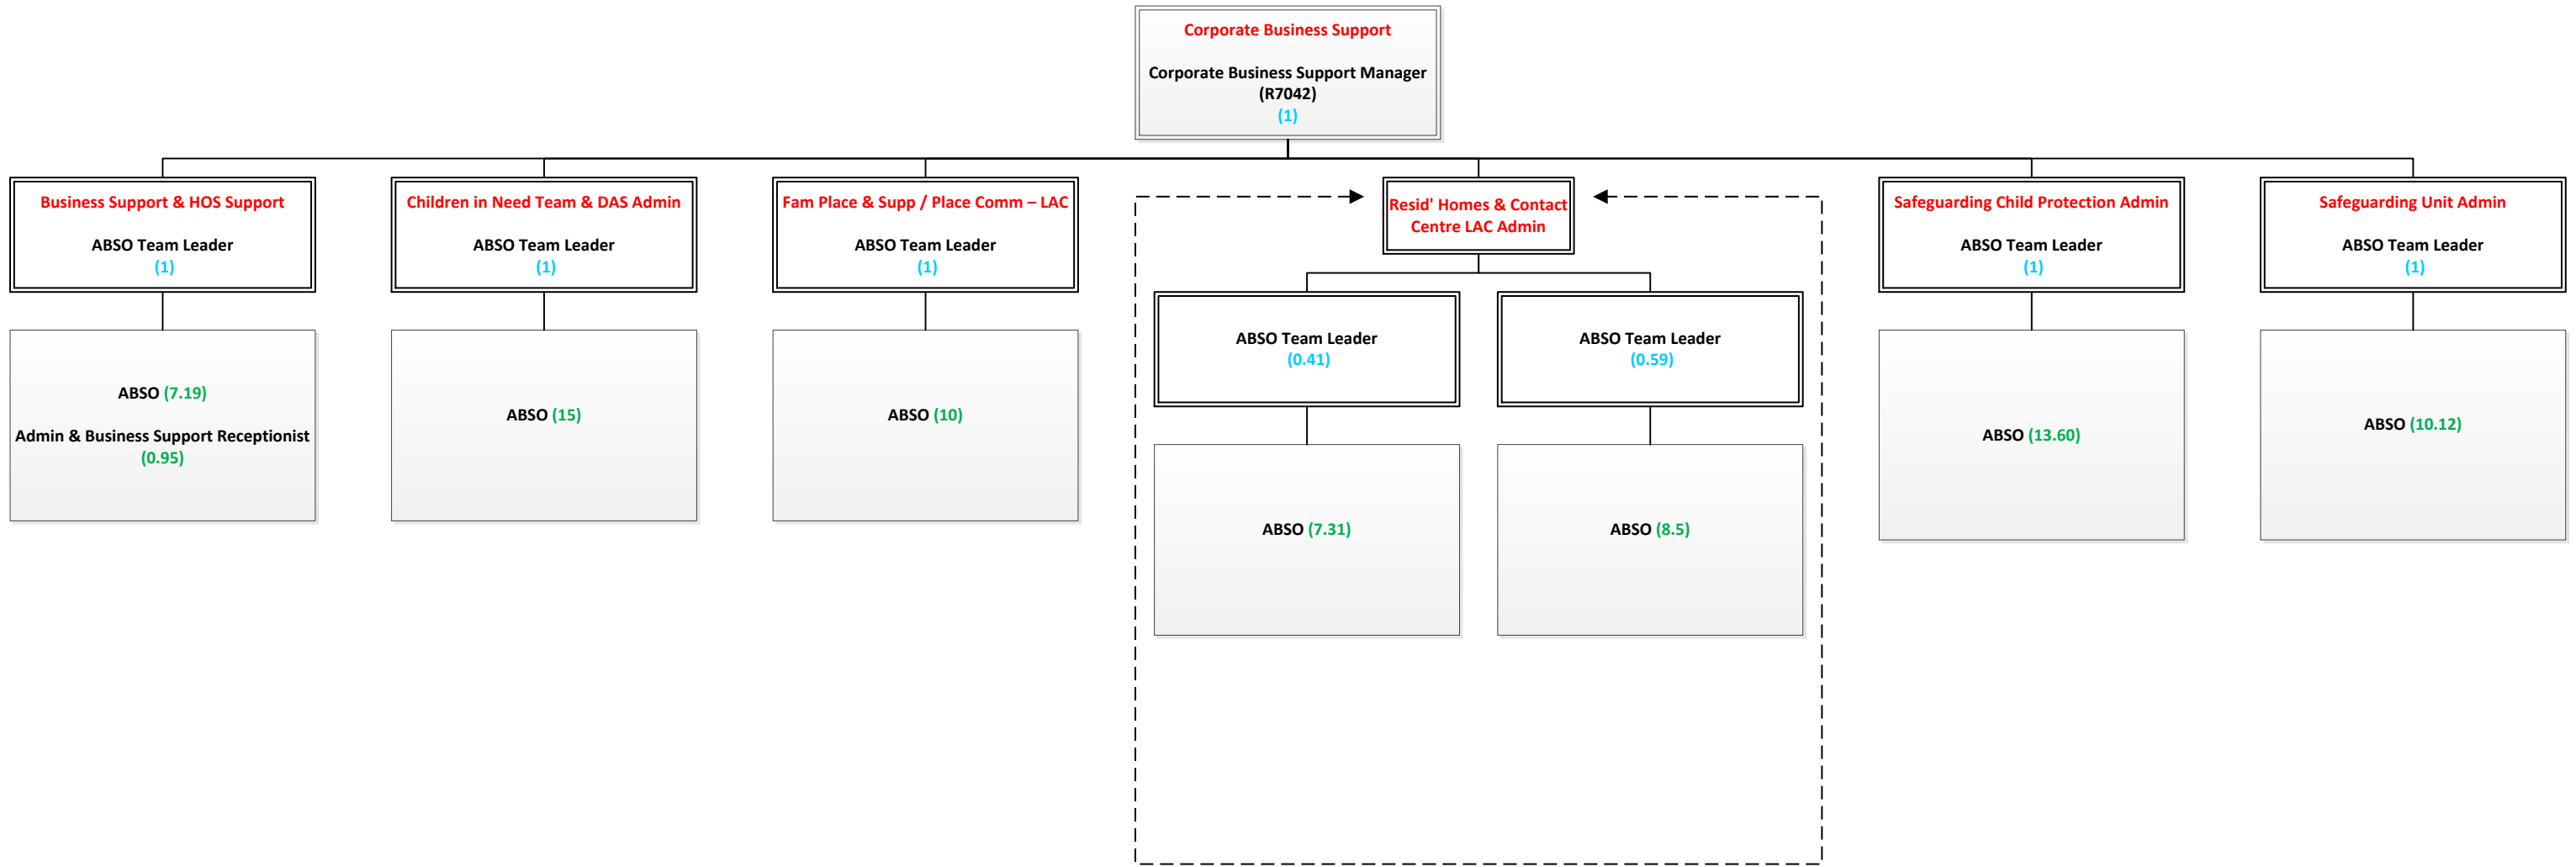 Corporate Business Support
Corporate Business Support Manager
(R7042)
(1)
Business Support & HOS Support
ABSO Team Leader
(1)
ABSO (7.19)
Admin & Business Support Receptionist
(0.95)
Children in Need Team & DAS Admin
ABSO Team Leader
(1)
ABSO (15)
Fam Place & Supp / Place Comm – LAC
ABSO Team Leader
(1)
ABSO (10)
Resid' Homes & Contact
Centre LAC Admin
ABSO Team Leader
(0.41)
ABSO (7.31)
ABSO Team Leader
(0.59)
ABSO (8.5)
Safeguarding Child Protection Admin
ABSO Team Leader
(1)
ABSO (13.60)
Safeguarding Unit Admin
ABSO Team Leader
(1)
ABSO (10.12)